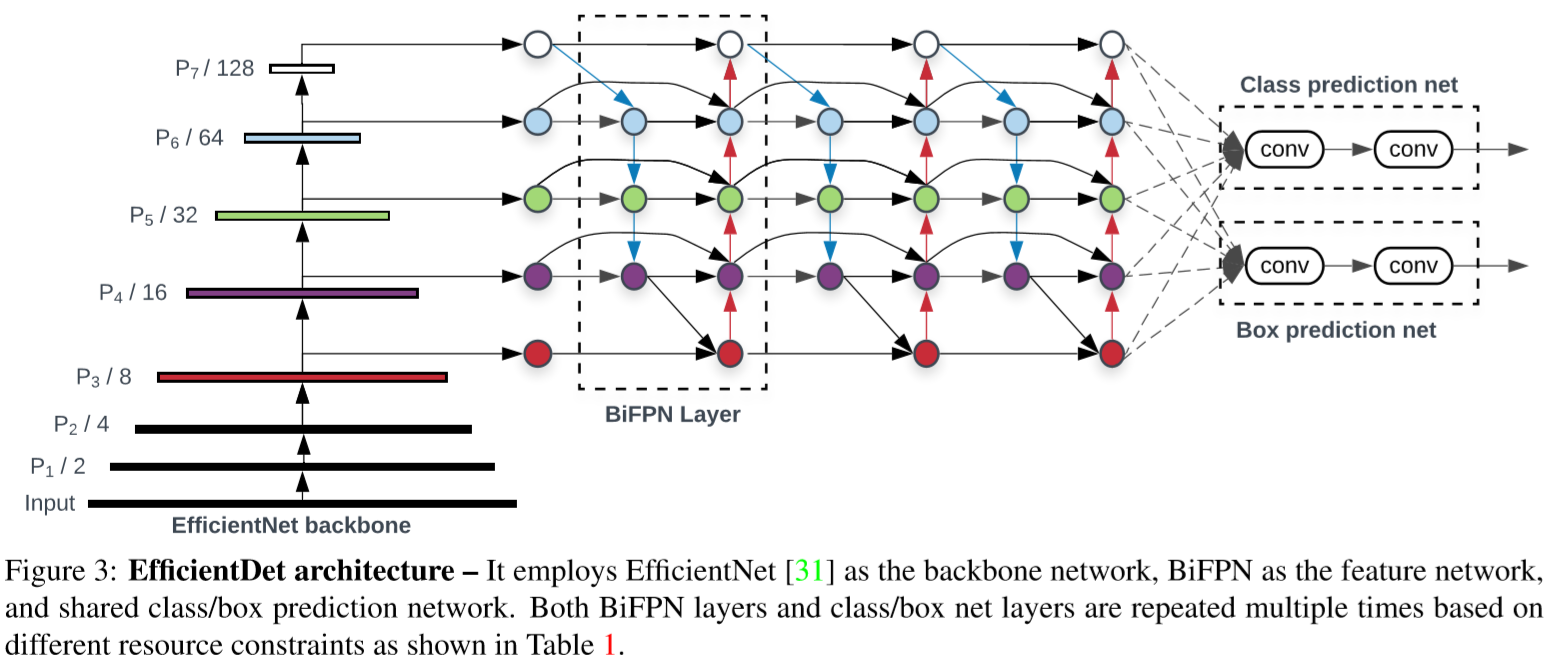 P7 / 128
P6 / 64
P5 / 32
P4 / 16
P3 / 8
P2 / 4
P1 / 2
Input
EfficientNet backbone
BiFPN Layer
Class prediction net
conv conv
conv conv
Box prediction net
Figure 3: EfficientDet architecture – It employs EfficientNet [31] as the backbone network, BiFPN as the feature network,
and shared class/box prediction network. Both BiFPN layers and class/box net layers are repeated multiple times based on
different resource constraints as shown in Table 1.